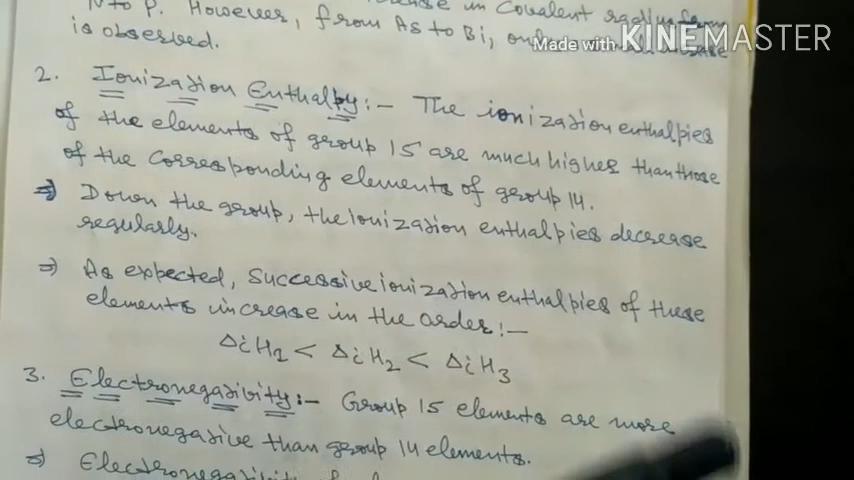 N to P. However, from As to Bi, only
is observed.
Made with KINEMASTER
2. Ionization Enthalpy:- The ionization enthalpies
of the elements of group 15 are much higher than those
of the corresponding elements of group 14.
⇒ Down the group, the ionization enthalpies decrease
regularly.
⇒ As expected, successive ionization enthalpies of these
elements increase in the order:-
ΔiH2 < ΔiH2 < ΔiH3
3. Electronegativity:- Group 15 elements are more
electronegative than group 14 elements.
⇒ Electronegativity